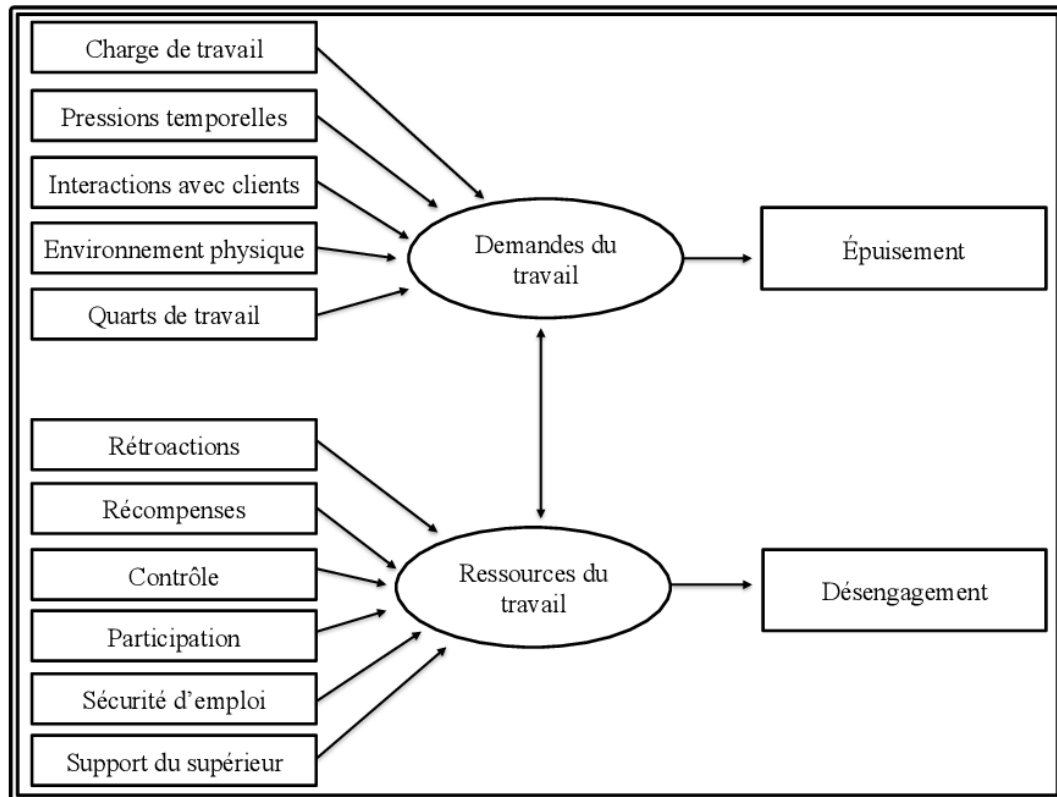 Charge de travail
Pressions temporelles
Interactions avec clients
Environnement physique
Quarts de travail
Demandes du
travail
Épuisement
Rétroactions
Récompenses
Contrôle
Participation
Sécurité d’emploi
Support du supérieur
Ressources du
travail
Désengagement